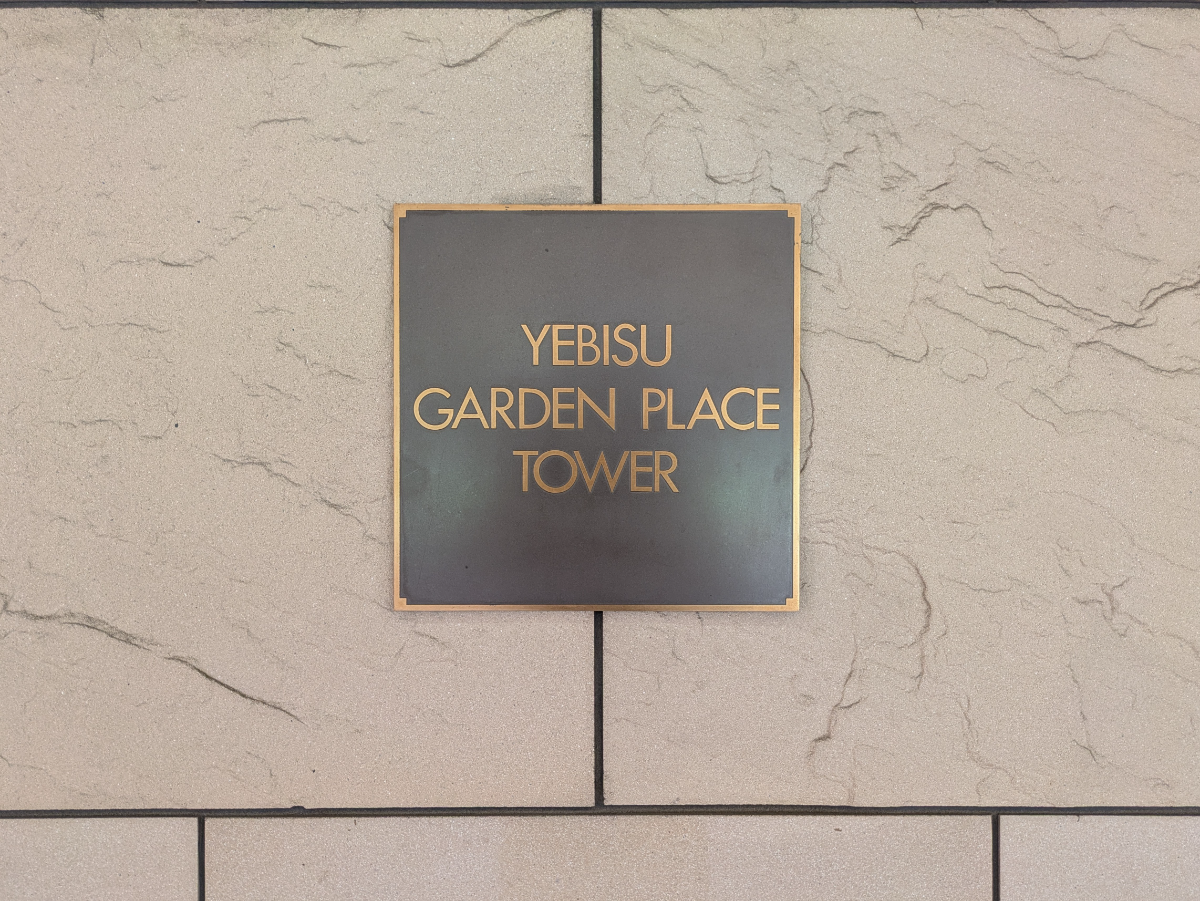 YEBISU
GARDEN PLACE
TOWER